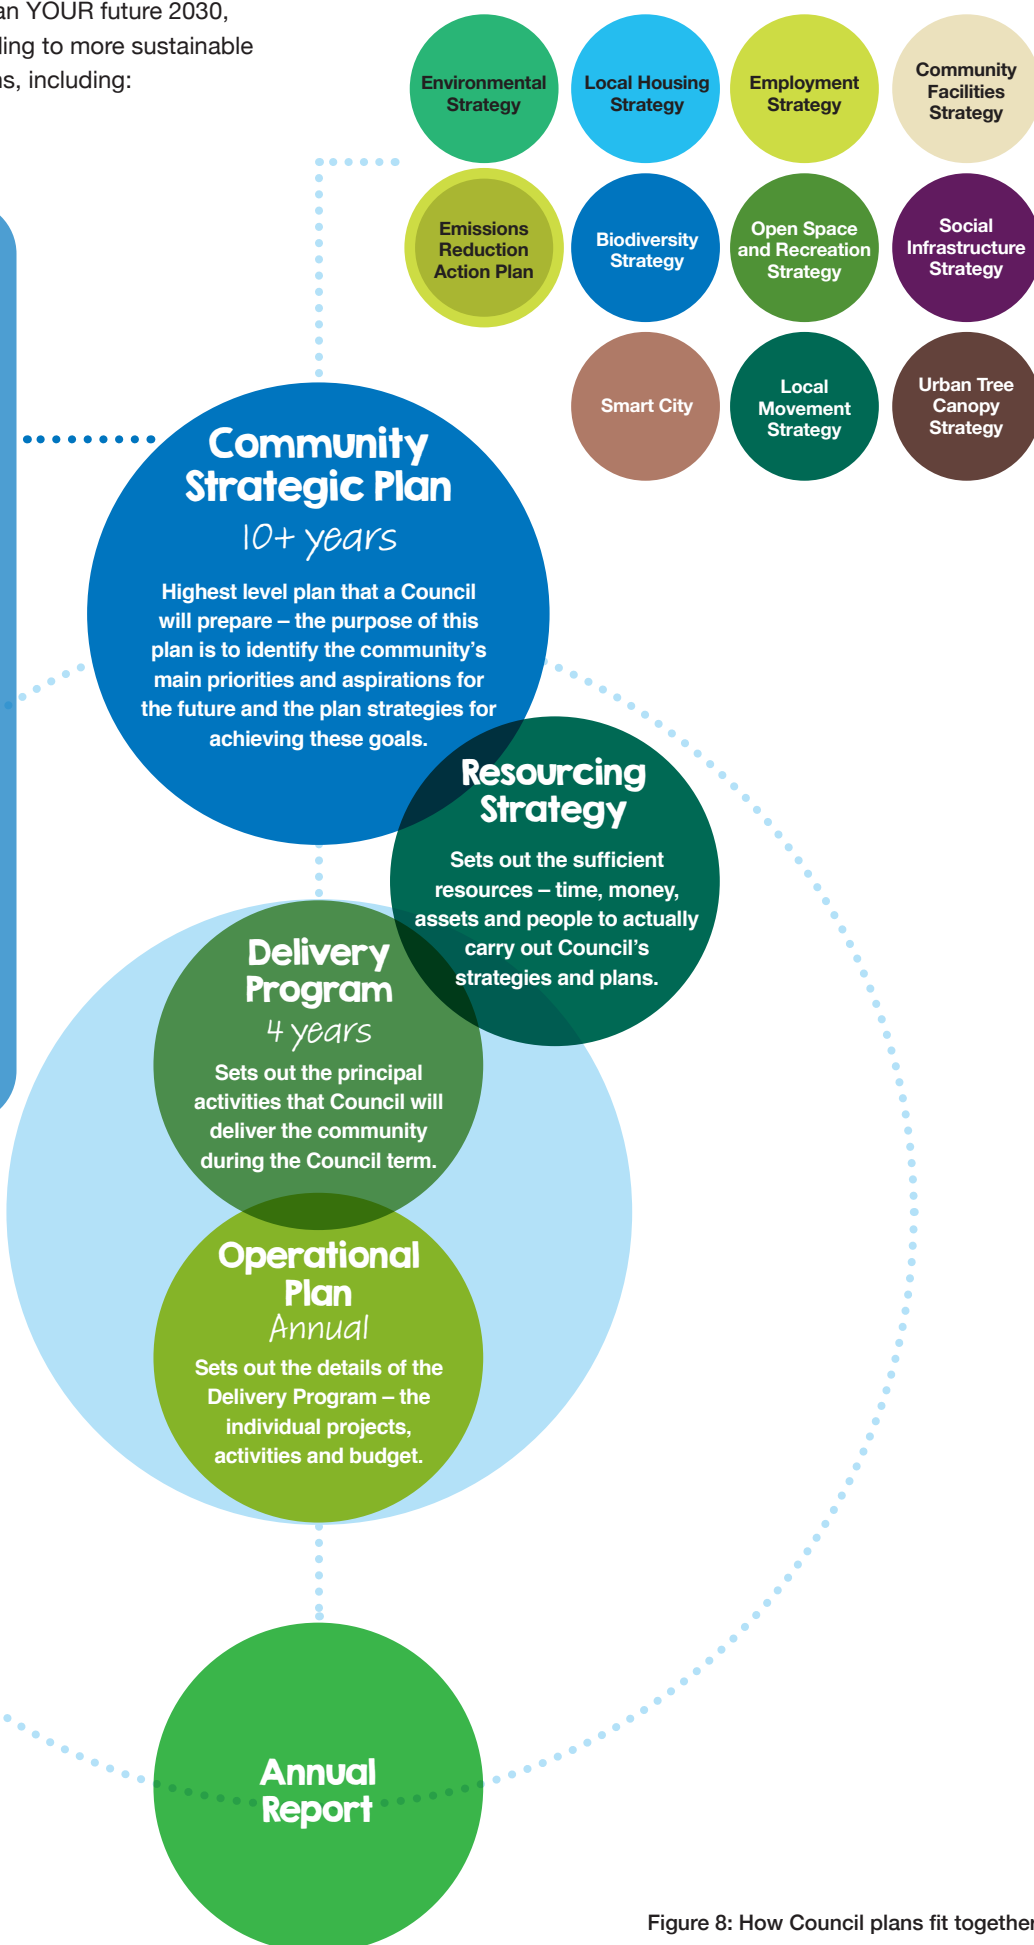 YOUR future 2030,
to more sustainable
including:
Environmental
Strategy
Local Housing
Strategy
Employment
Strategy
Community
Facilities
Strategy
Emissions
Reduction
Action Plan
Biodiversity
Strategy
Open Space
and Recreation
Strategy
Social
Infrastructure
Strategy
Smart City
Local
Movement
Strategy
Urban Tree
Canopy
Strategy
Community
Strategic Plan
10+ years
Highest level plan that a Council
will prepare – the purpose of this
plan is to identify the community's
main priorities and aspirations for
the future and the plan strategies for
achieving these goals.
Resourcing
Strategy
Sets out the sufficient
resources – time, money,
assets and people to actually
carry out Council's
strategies and plans.
Delivery
Program
4 years
Sets out the principal
activities that Council will
deliver the community
during the Council term.
Operational
Plan
Annual
Sets out the details of the
Delivery Program – the
individual projects,
activities and budget.
Annual
Report
Figure 8: How Council plans fit together